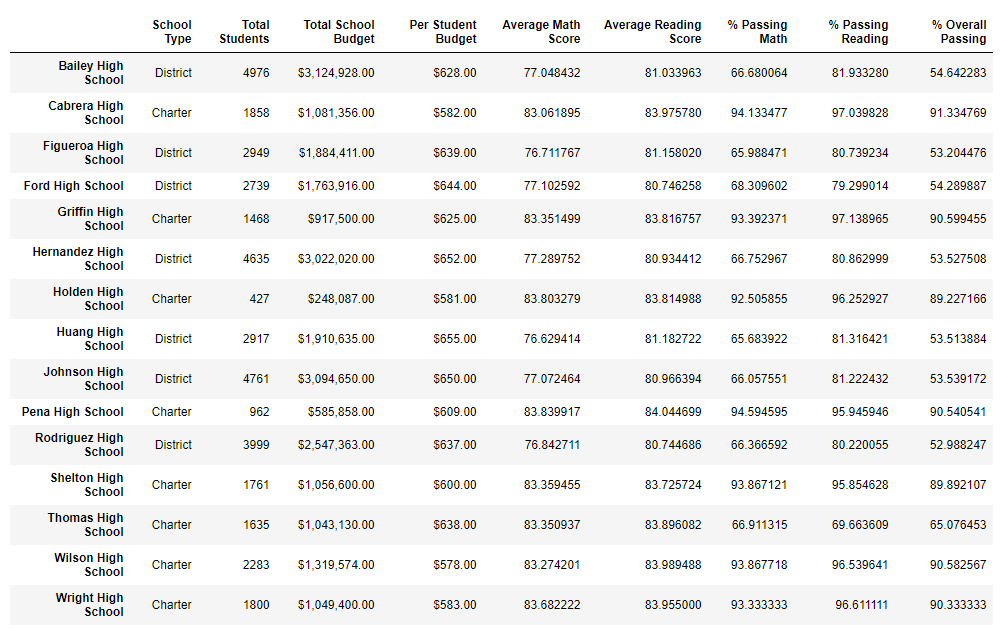 School Type Total Students Total School Budget Per Student Budget Average Math Score Average Reading Score % Passing Math % Passing Reading % Overall Passing
Bailey High School District 4976 $3,124,928.00 $628.00 77.048432 81.033963 66.680064 81.933280 54.642283
Cabrera High School Charter 1858 $1,081,356.00 $582.00 83.061895 83.975780 94.133477 97.039828 91.334769
Figueroa High School District 2949 $1,884,411.00 $639.00 76.711767 81.158020 65.988471 80.739234 53.204476
Ford High School District 2739 $1,763,916.00 $644.00 77.102592 80.746258 68.309602 79.299014 54.289887
Griffin High School Charter 1468 $917,500.00 $625.00 83.351499 83.816757 93.392371 97.138965 90.599455
Hernandez High School District 4635 $3,022,020.00 $652.00 77.289752 80.934412 66.752967 80.862999 53.527508
Holden High School Charter 427 $248,087.00 $581.00 83.803279 83.814988 92.505855 96.252927 89.227166
Huang High School District 2917 $1,910,635.00 $655.00 76.629414 81.182722 65.683922 81.316421 53.513884
Johnson High School District 4761 $3,094,650.00 $650.00 77.072464 80.966394 66.057551 81.222432 53.539172
Pena High School Charter 962 $585,858.00 $609.00 83.839917 84.044699 94.594595 95.945946 90.540541
Rodriguez High School District 3999 $2,547,363.00 $637.00 76.842711 80.744686 66.366592 80.220055 52.988247
Shelton High School Charter 1761 $1,056,600.00 $600.00 83.359455 83.725724 93.867121 95.854628 89.892107
Thomas High School Charter 1635 $1,043,130.00 $638.00 83.350937 83.896082 66.911315 69.663609 65.076453
Wilson High School Charter 2283 $1,319,574.00 $578.00 83.274201 83.989488 93.867718 96.539641 90.582567
Wright High School Charter 1800 $1,049,400.00 $583.00 83.682222 83.955000 93.333333 96.611111 90.333333